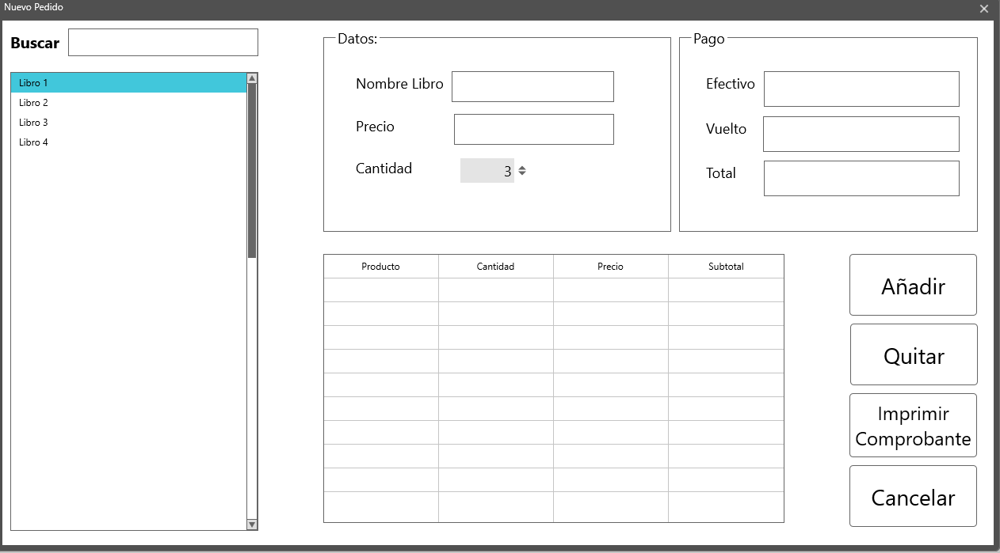 Nuevo Pedido
Buscar
Libro 1
Libro 2
Libro 3
Libro 4
Datos:
Nombre Libro
Precio
Cantidad
3
Pago
Efectivo
Vuelto
Total
Producto Cantidad Precio Subtotal
Añadir
Quitar
Imprimir
Comprobante
Cancelar